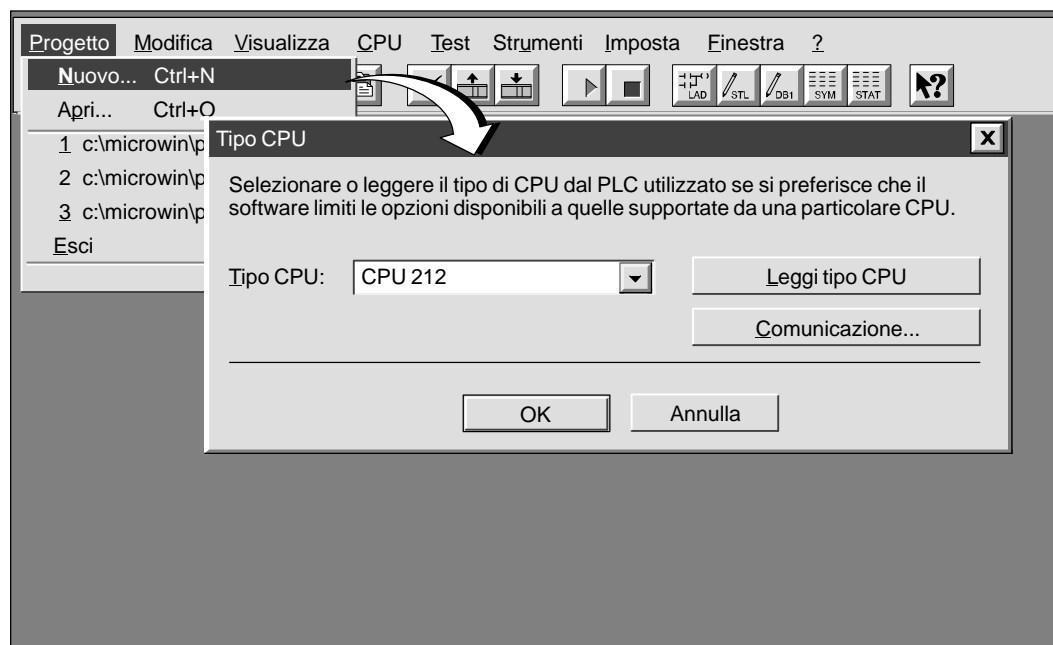 Progetto Modifica Visualizza CPU Test Strumenti Imposta Finestra ?
Nuovo... Ctrl+N
LAD STL DB1 SYM STAT ?
Apri... Ctrl+O
1 c:\microwin\p
2 c:\microwin\p
3 c:\microwin\p
Esci
Tipo CPU X
Selezionare o leggere il tipo di CPU dal PLC utilizzato se si preferisce che il
software limiti le opzioni disponibili a quelle supportate da una particolare CPU.
Tipo CPU: CPU 212 Leggi tipo CPU
Comunicazione...
OK Annulla